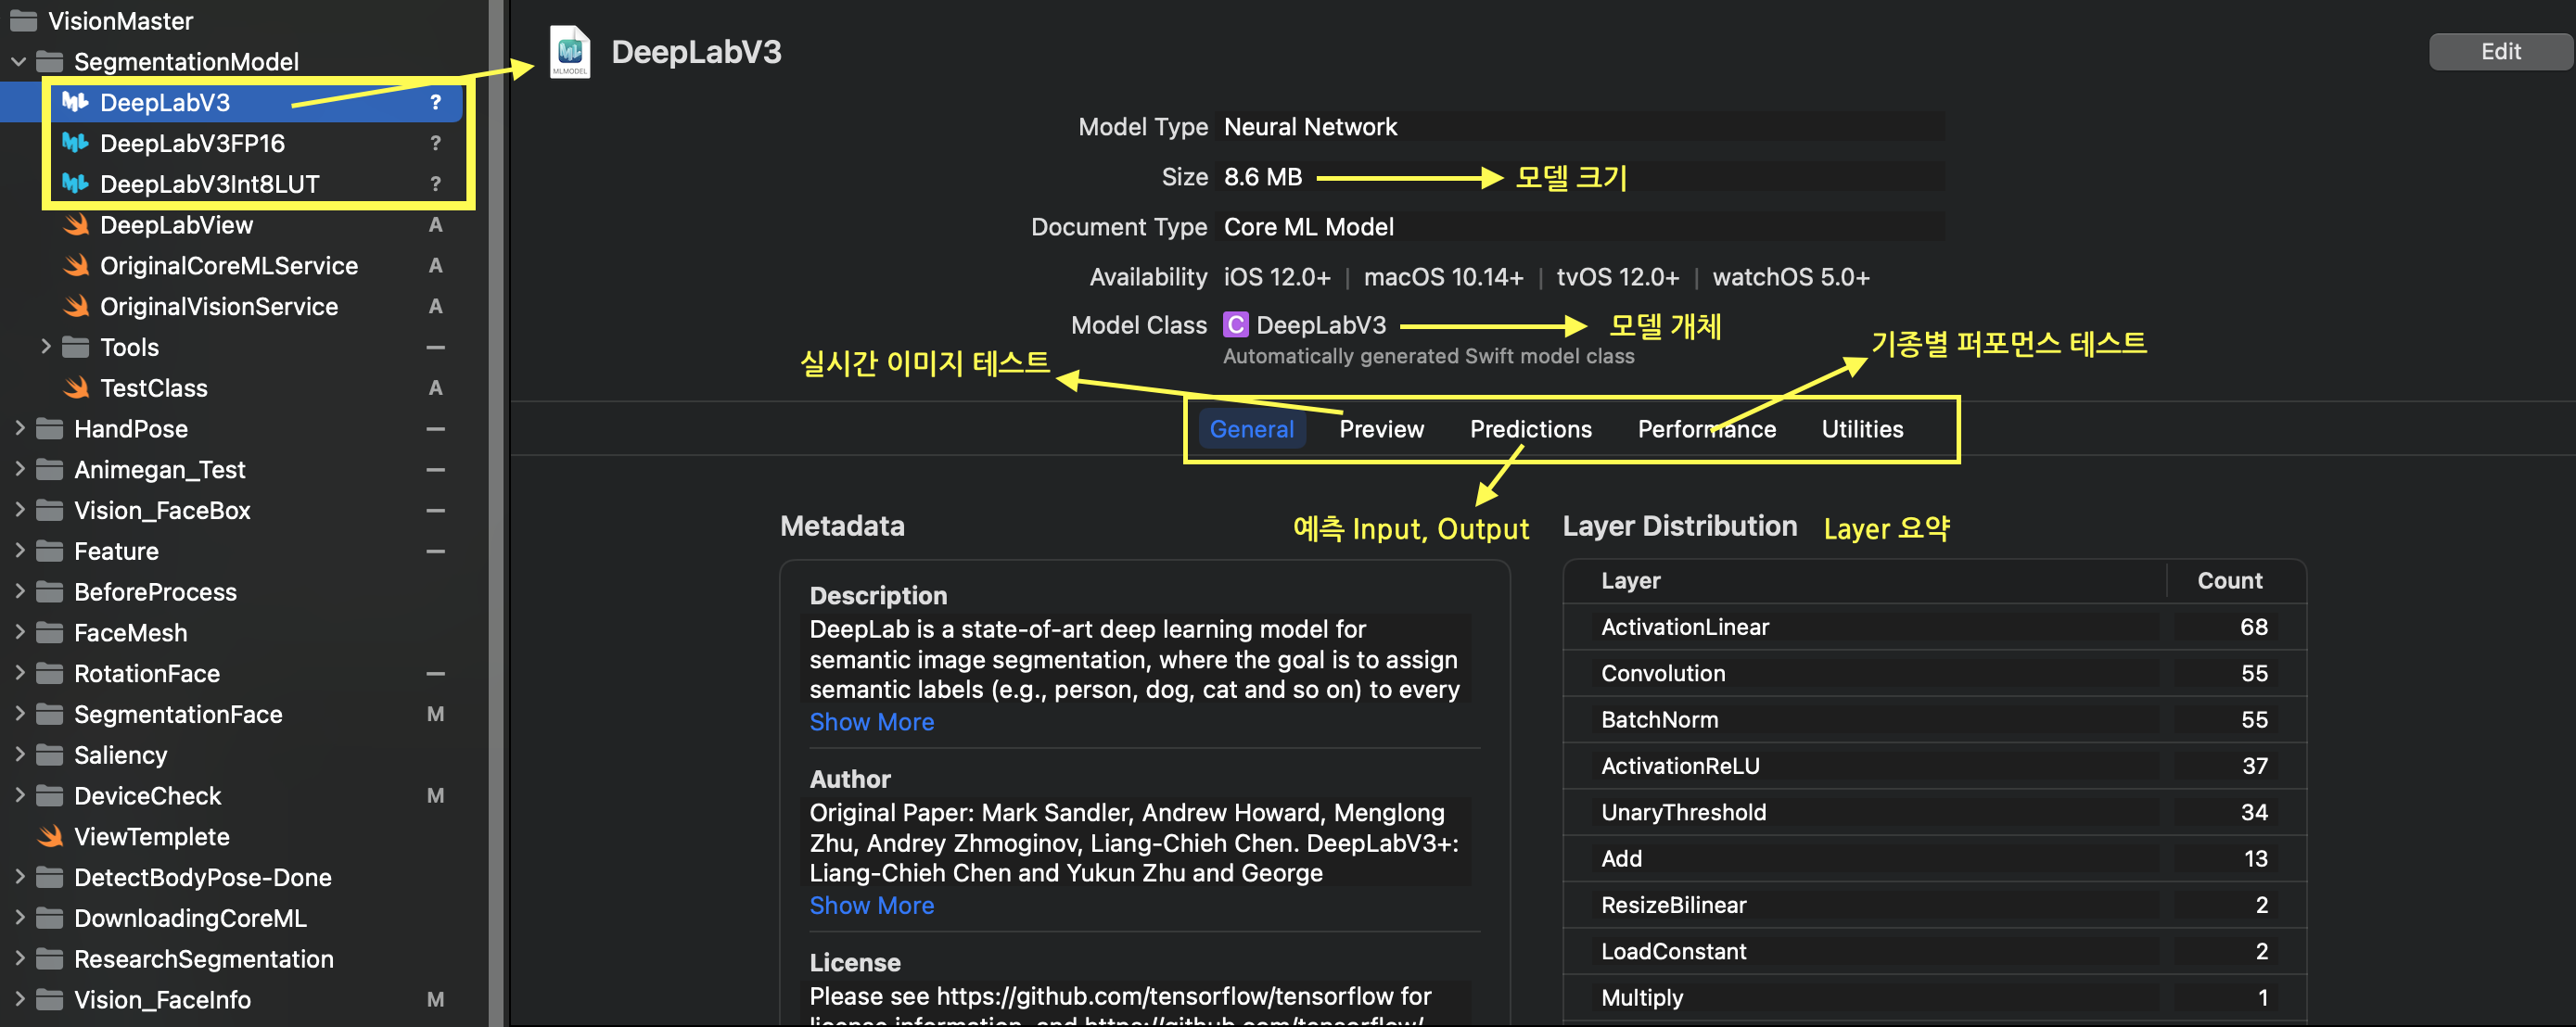 VisionMaster
SegmentationModel
DeepLabV3 ?
DeepLabV3FP16 ?
DeepLabV3Int8LUT ?
DeepLabView A
OriginalCoreMLService A
OriginalVisionService A
Tools
TestClass A
HandPose
Animegan_Test
Vision_FaceBox
Feature
BeforeProcess
FaceMesh
RotationFace
SegmentationFace M
Saliency
DeviceCheck M
ViewTemplete
DetectBodyPose-Done
DownloadingCoreML
ResearchSegmentation
Vision_FaceInfo M
MLMODEL
DeepLabV3
Edit
Model Type Neural Network
Size 8.6 MB 모델 크기
Document Type Core ML Model
Availability iOS 12.0+ | macOS 10.14+ | tvOS 12.0+ | watchOS 5.0+
Model Class C DeepLabV3 모델 개체
Automatically generated Swift model class
실시간 이미지 테스트
기종별 퍼포먼스 테스트
General Preview Predictions Performance Utilities
예측 Input, Output
Metadata
Description
DeepLab is a state-of-art deep learning model for
semantic image segmentation, where the goal is to assign
semantic labels (e.g., person, dog, cat and so on) to every
Show More
Author
Original Paper: Mark Sandler, Andrew Howard, Menglong
Zhu, Andrey Zhmoginov, Liang-Chieh Chen. DeepLabV3+:
Liang-Chieh Chen and Yukun Zhu and George
Show More
License
Please see https://github.com/tensorflow/tensorflow for
license information, and https://github.com/tensorflow/
Layer Distribution Layer 요약
Layer Count
ActivationLinear 68
Convolution 55
BatchNorm 55
ActivationReLU 37
UnaryThreshold 34
Add 13
ResizeBilinear 2
LoadConstant 2
Multiply 1